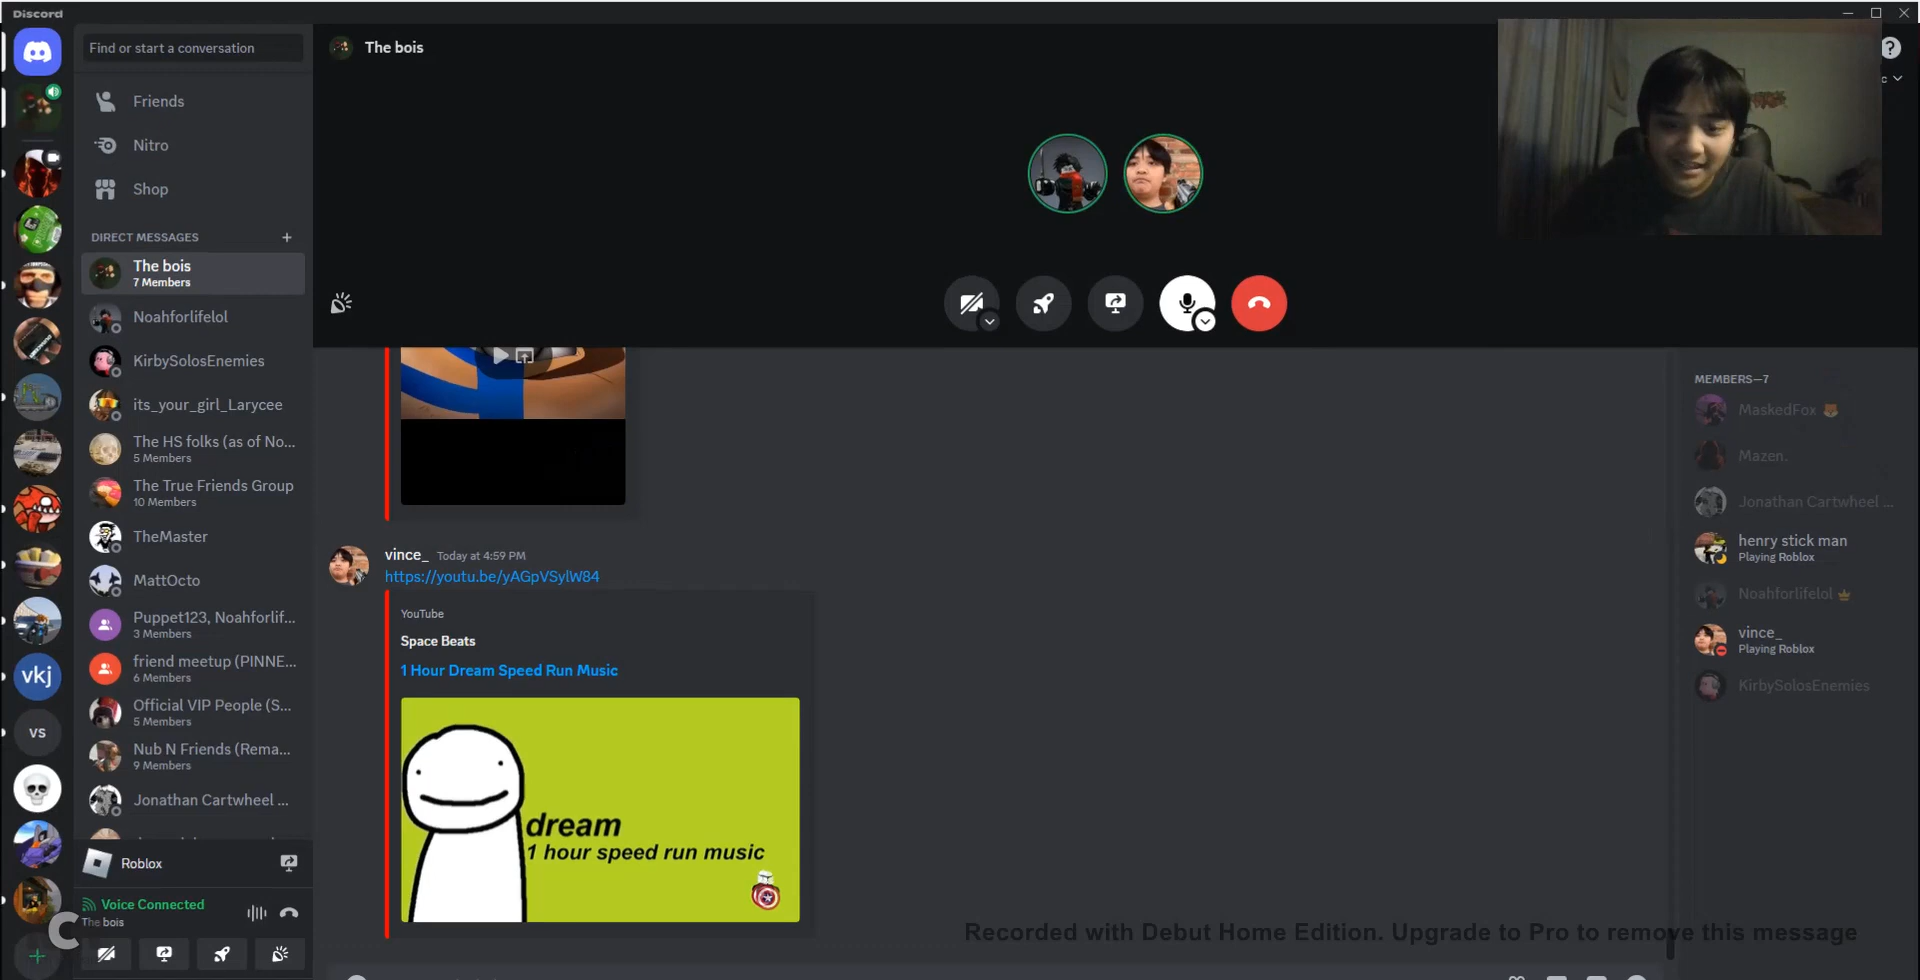 Discord
Find or start a conversation
Friends
Nitro
Shop
DIRECT MESSAGES +
The bois
7 Members
Noahforlifelol
KirbySolosEnemies
its_your_girl_Larycee
The HS folks (as of No...
5 Members
The True Friends Group
10 Members
TheMaster
MattOcto
Puppet123, Noahforlif...
3 Members
friend meetup (PINNE...
6 Members
Official VIP People (S...
5 Members
Nub N Friends (Rema...
9 Members
Jonathan Cartwheel ...
vkj
vs
Roblox
Voice Connected
The bois
The bois
vince_ Today at 4:59 PM
https://youtu.be/yAGpVSylW84
YouTube
Space Beats
1 Hour Dream Speed Run Music
dream
1 hour speed run music
MEMBERS—7
MaskedFox
Mazen.
Jonathan Cartwheel ...
henry stick man
Playing Roblox
Noahforlifelol
vince_
Playing Roblox
KirbySolosEnemies
Recorded with Debut Home Edition. Upgrade to Pro to remove this message